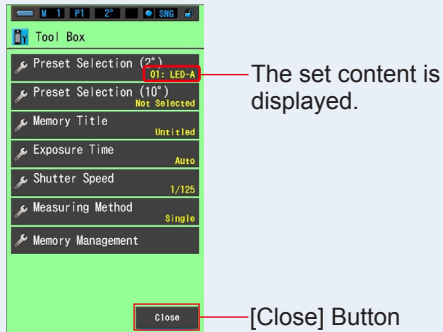 M 1 P1 2° SNG
Tool Box
Preset Selection (2°)
01: LED-A
Preset Selection (10°)
Not Selected
Memory Title
Untitled
Exposure Time
Auto
Shutter Speed
1/125
Measuring Method
Single
Memory Management
Close
The set content is
displayed.
[Close] Button